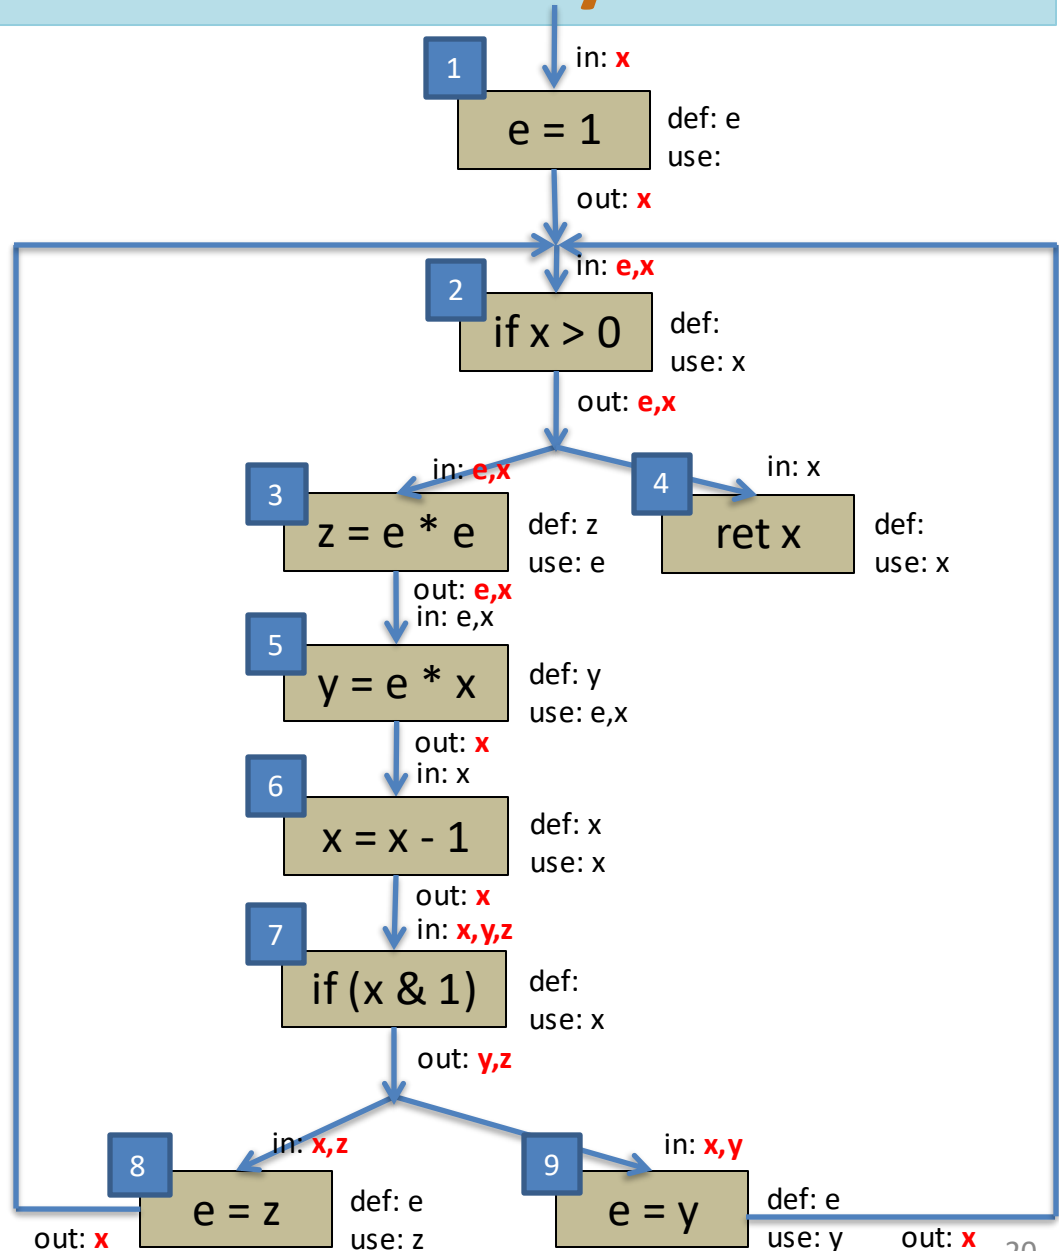 1
in: x
e = 1
def: e
use:
out: x
in: e,x
2
if x > 0
def:
use: x
out: e,x
in: e,x
3
z = e * e
def: z
use: e
out: e,x
in: x
4
ret x
def:
use: x
in: e,x
5
y = e * x
def: y
use: e,x
out: x
in: x
6
x = x - 1
def: x
use: x
out: x
in: x,y,z
7
if (x & 1)
def:
use: x
out: y,z
in: x,z
8
e = z
def: e
use: z
out: x
in: x,y
9
e = y
def: e
use: y
out: x